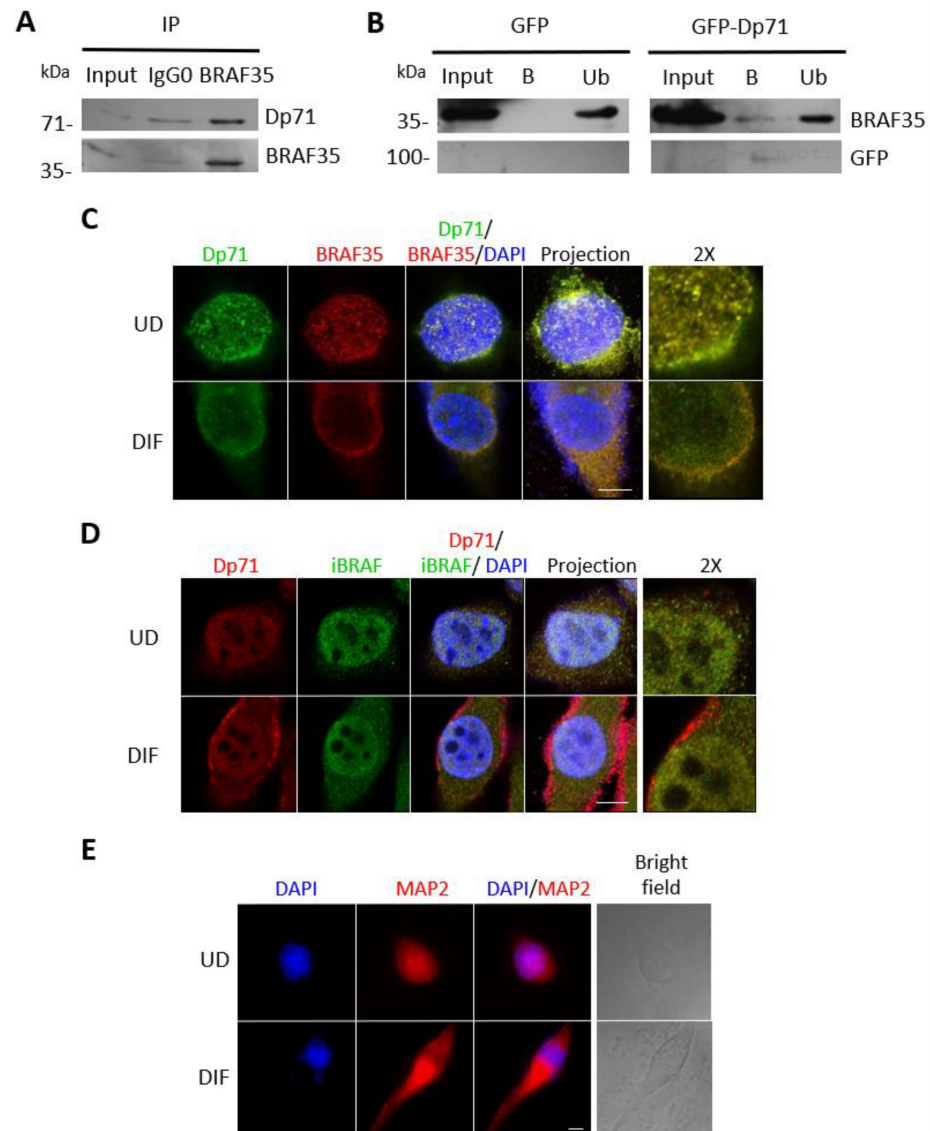 A
IP
kDa Input IgG0 BRAF35
71- Dp71
35- BRAF35
B
GFP GFP-Dp71
kDa Input B Ub Input B Ub
35- BRAF35
100- GFP
C
Dp71/
Dp71 BRAF35 BRAF35/DAPI Projection 2X
UD
DIF
D
Dp71/
Dp71 iBRAF iBRAF/ DAPI Projection 2X
UD
DIF
E
Bright
DAPI MAP2 DAPI/MAP2 field
UD
DIF